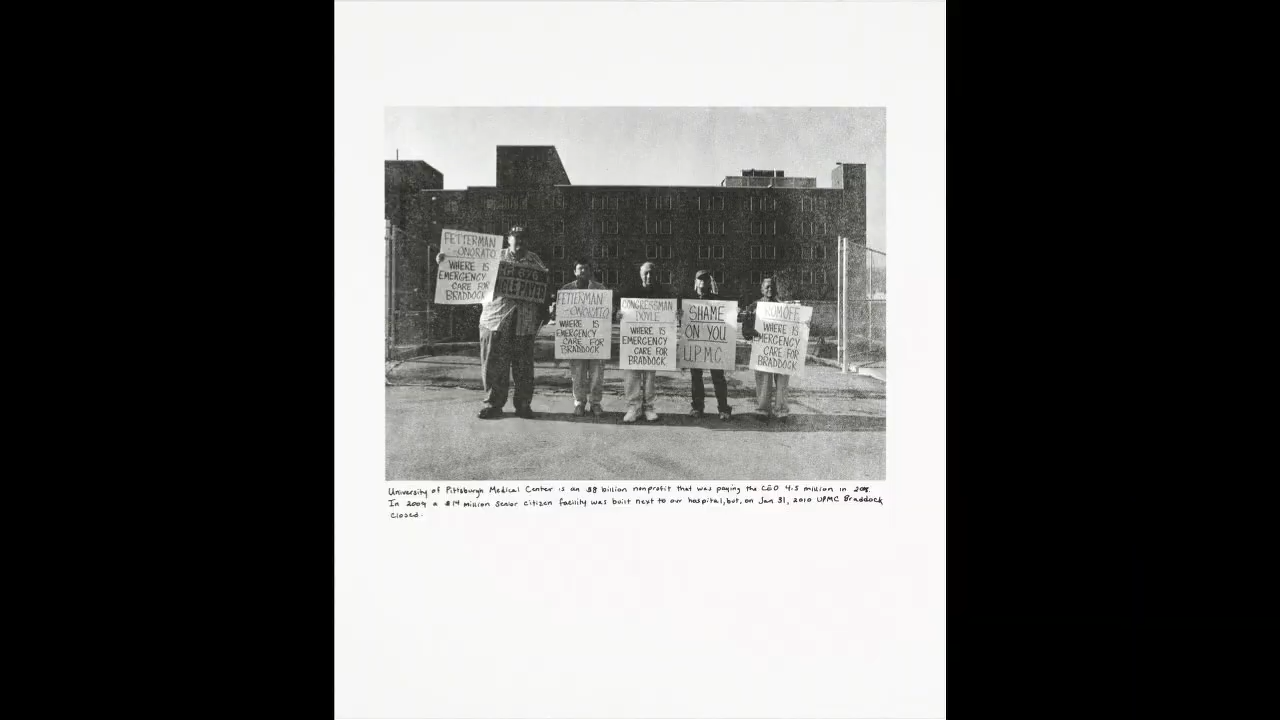 FETTERMAN
ONORATO
WHERE IS
EMERGENCY
CARE FOR
BRADDOCK
PAYER
FETTERMAN
ONORATO
WHERE IS
EMERGENCY
CARE FOR
BRADDOCK
CONGRESSMAN
DOYLE
WHERE IS
EMERGENCY
CARE FOR
BRADDOCK
SHAME
ON YOU
U.P.M.C.
ROMOFF
WHERE IS
EMERGENCY
CARE FOR
BRADDOCK
University of Pittsburgh Medical Center is an $8 billion nonprofit that was paying the CEO 4.5 million in
In 2009 a $14 million senior citizen facility was built next to our hospital, but, on Jan 31, 2010 UPMC Braddock
closed.